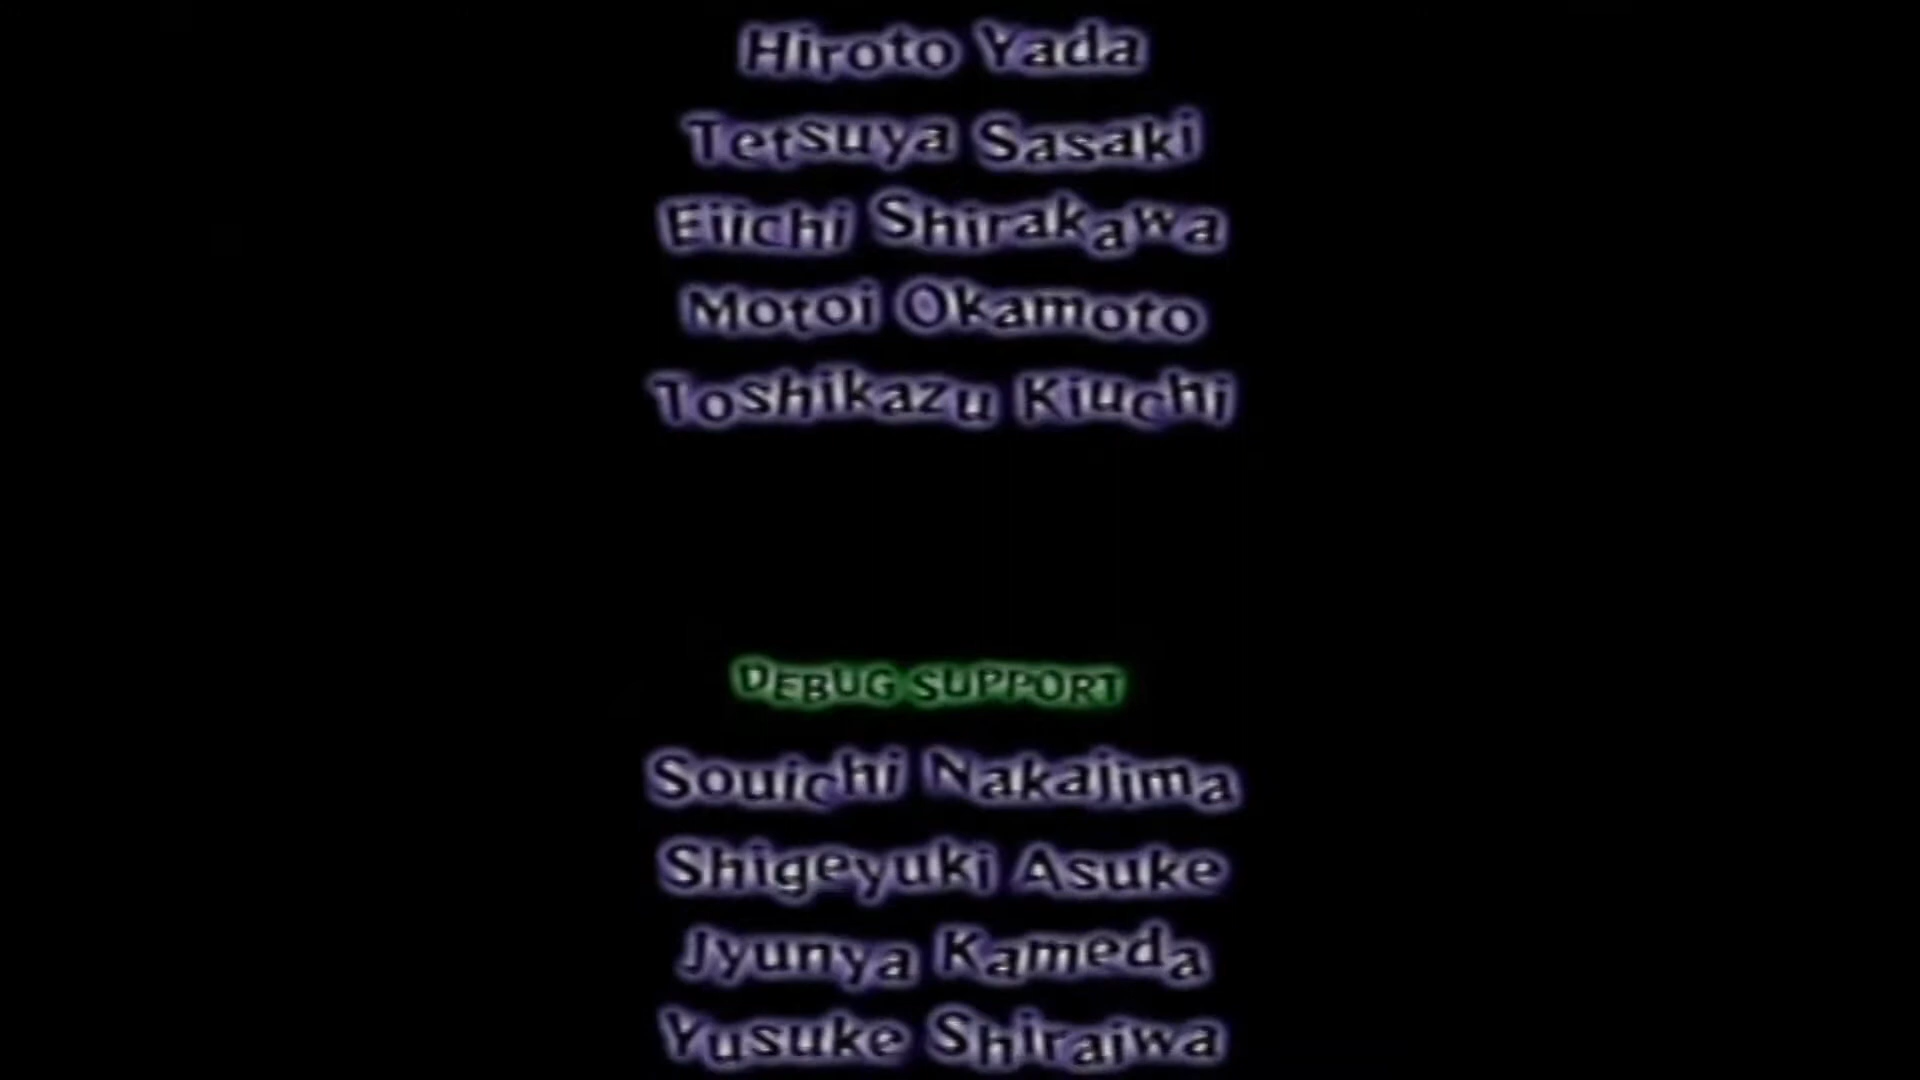 Hiroto Yada
Tetsuya Sasaki
Eiichi Shirakawa
Motoi Okamoto
Toshikazu Kiuchi
DEBUG SUPPORT
Souichi Nakajima
Shigeyuki Asuke
Jyunya Kameda
Yusuke Shiraiwa